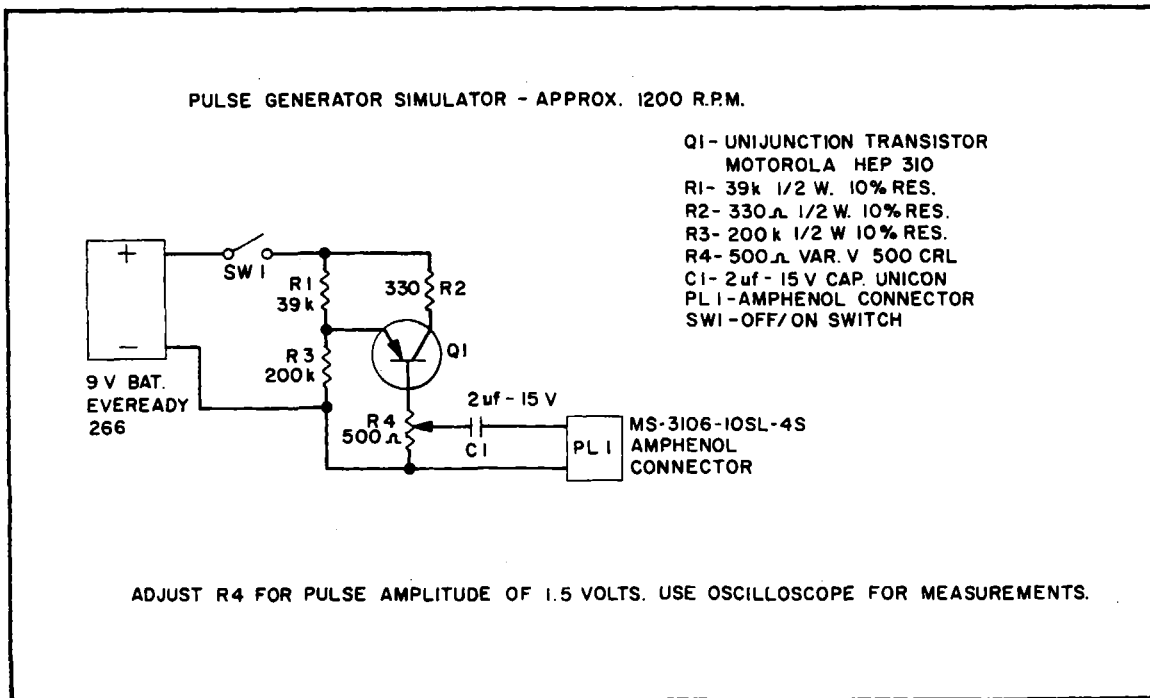 PULSE GENERATOR SIMULATOR - APPROX. 1200 R.P.M.
Q1- UNIJUNCTION TRANSISTOR
MOTOROLA HEP 310
R1- 39k 1/2 W. 10% RES.
R2- 330Ω 1/2 W. 10% RES.
R3- 200k 1/2 W 10% RES.
R4- 500Ω VAR. V 500 CRL
C1- 2uf-15V CAP. UNICON
PL1-AMPHENOL CONNECTOR
SW1-OFF/ON SWITCH
+
SW1
R1
39k
330
R2
Q1
–
R3
200k
9V BAT.
EVEREADY
266
2uf-15V
R4
500Ω
C1
PL1
MS-3106-10SL-4S
AMPHENOL
CONNECTOR
ADJUST R4 FOR PULSE AMPLITUDE OF 1.5 VOLTS. USE OSCILLOSCOPE FOR MEASUREMENTS.